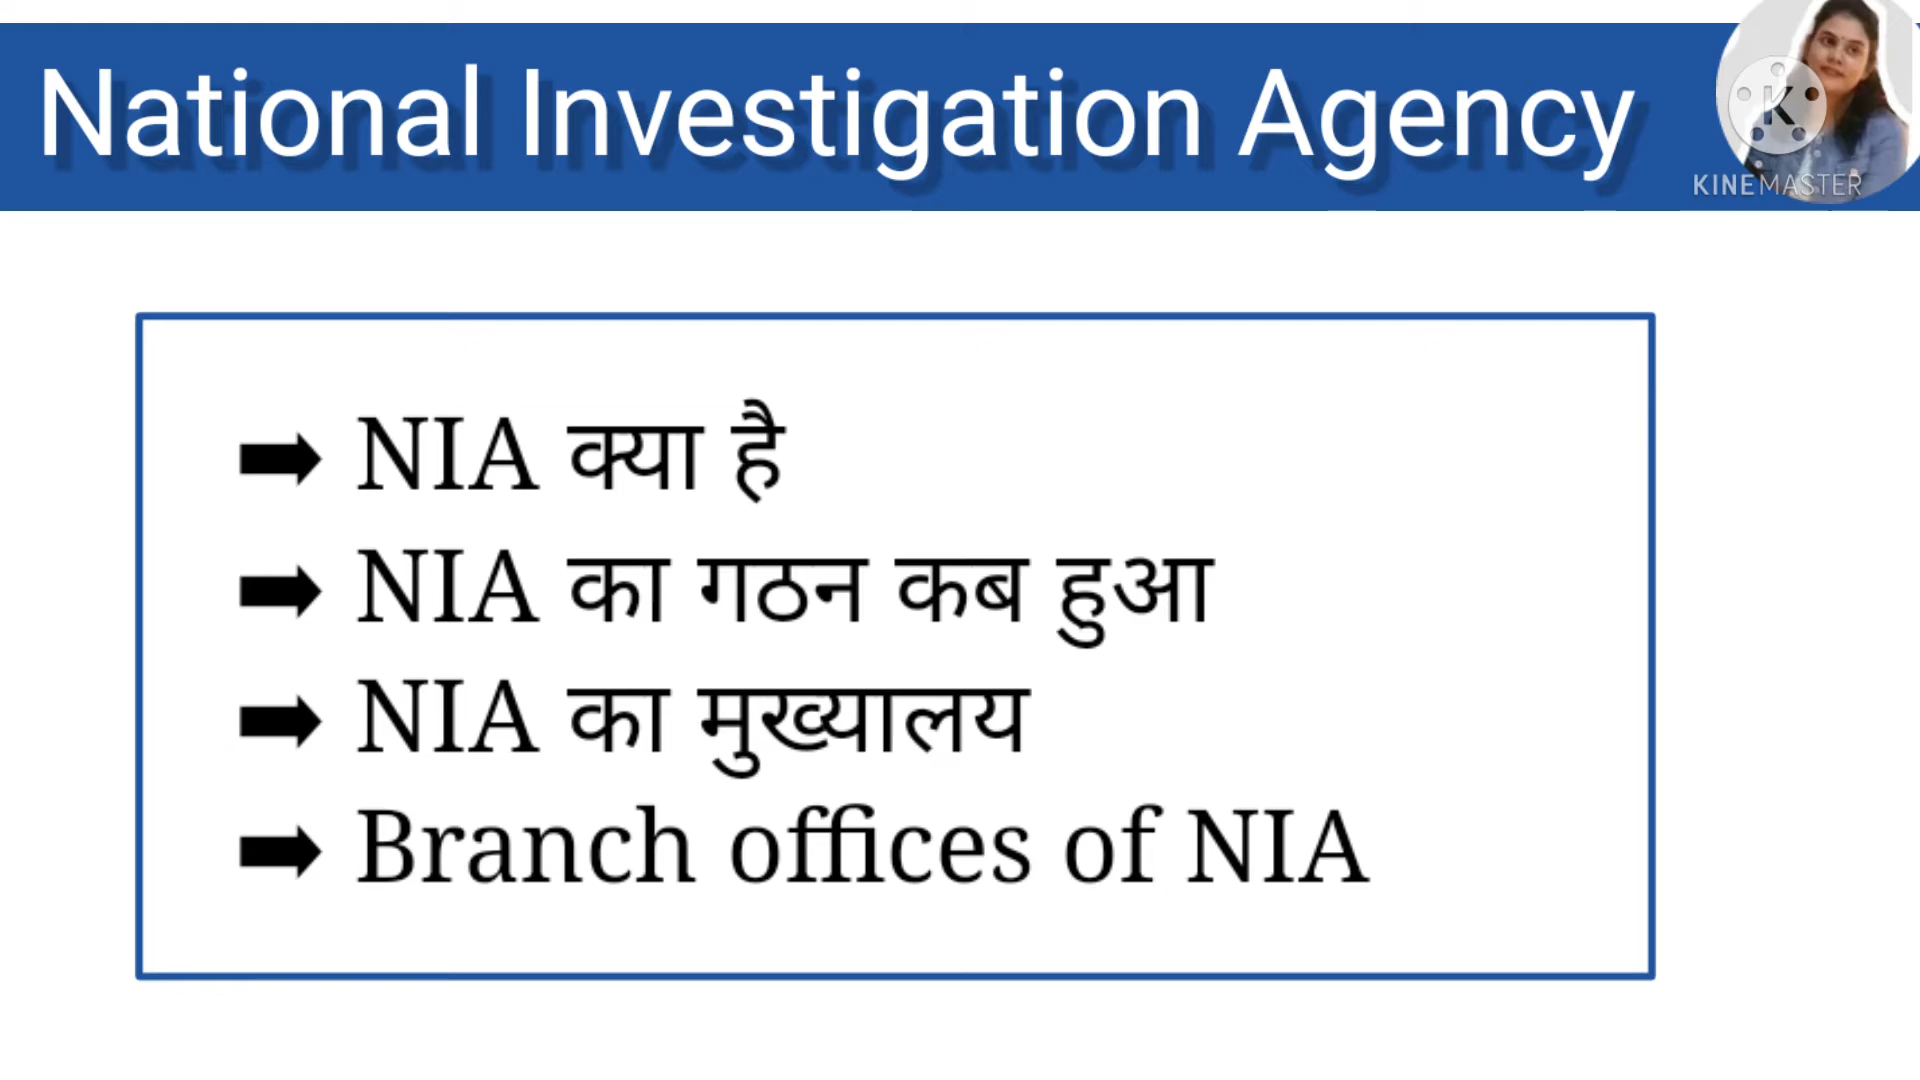 National Investigation Agency
K
KINEMASTER
➡ NIA क्या है
➡ NIA का गठन कब हुआ
➡ NIA का मुख्यालय
➡ Branch offices of NIA